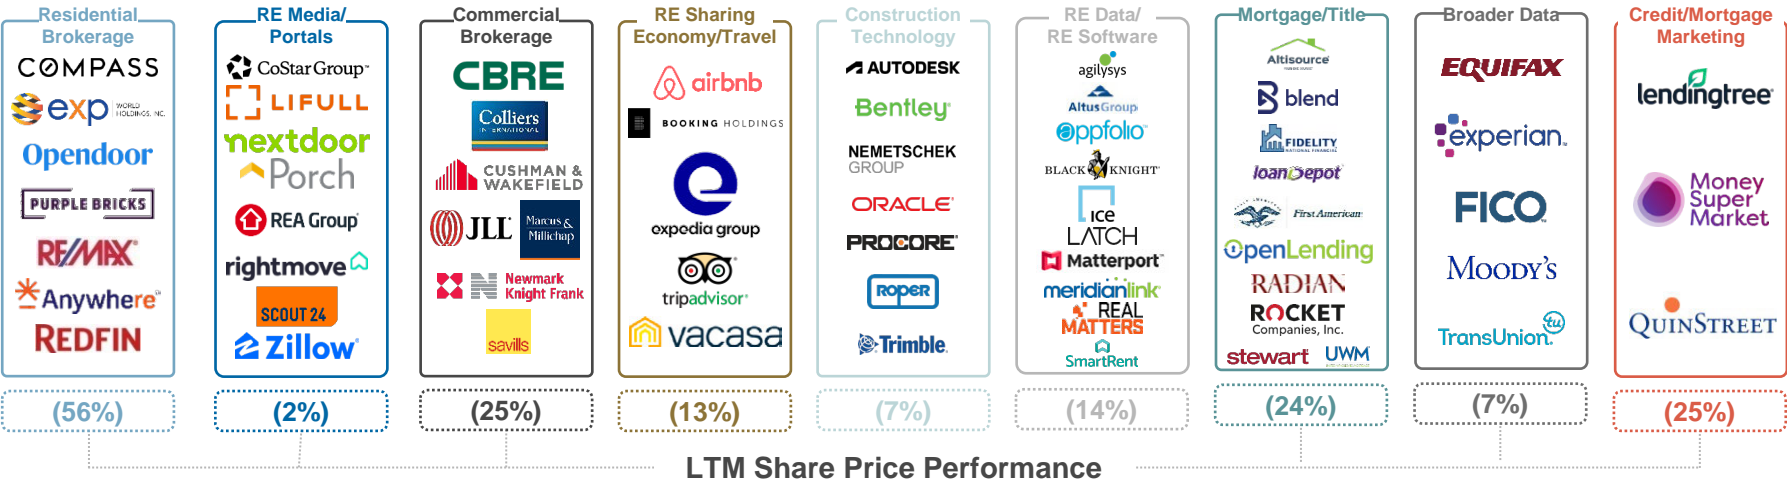 Residential
Brokerage
COMPASS
exp WORLD
HOLDINGS, INC.
Opendoor
PURPLE BRICKS
RE/MAX
Anywhere
REDFIN
(56%)
RE Media/
Portals
CoStar Group™
LIFULL
nextdoor
Porch
REA Group
rightmove
SCOUT 24
Zillow
(2%)
Commercial
Brokerage
CBRE
Colliers
INTERNATIONAL
CUSHMAN &
WAKEFIELD
JLL
Marcus &
Millichap
Newmark
Knight Frank
savills
(25%)
RE Sharing
Economy/Travel
airbnb
BOOKING HOLDINGS
expedia group
tripadvisor
vacasa
(13%)
Construction
Technology
AUTODESK
Bentley
NEMETSCHEK
GROUP
ORACLE
PROCORE
ROPER
Trimble
(7%)
RE Data/
RE Software
agilysys
AltusGroup
appfolio
BLACK KNIGHT
ice
LATCH
Matterport™
meridianlink
REAL
MATTERS
SmartRent
(14%)
Mortgage/Title
Altisource
blend
FIDELITY
NATIONAL FINANCIAL
loanDepot
First American
OpenLending
RADIAN
ROCKET
Companies, Inc.
stewart
UWM
(24%)
Broader Data
EQUIFAX
experian
FICO
MOODY'S
TransUnion
tu
(7%)
Credit/Mortgage
Marketing
lendingtree
Money
Super
Market
QUINSTREET
(25%)
LTM Share Price Performance